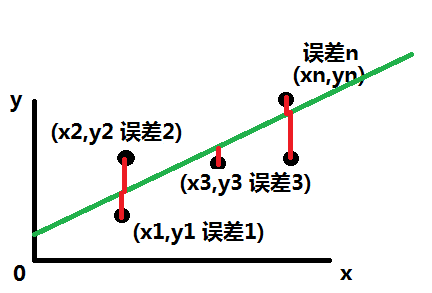 误差n
(xn,yn)
y
(x2,y2 误差2)
(x3,y3 误差3)
(x1,y1 误差1)
0
x